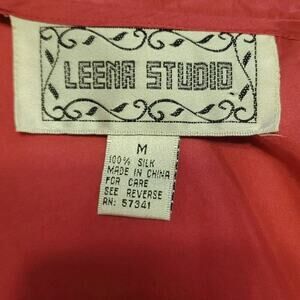 LEENA STUDIO
M
100% SILK
MADE IN CHINA
FOR CARE
SEE REVERSE
RN: 57341